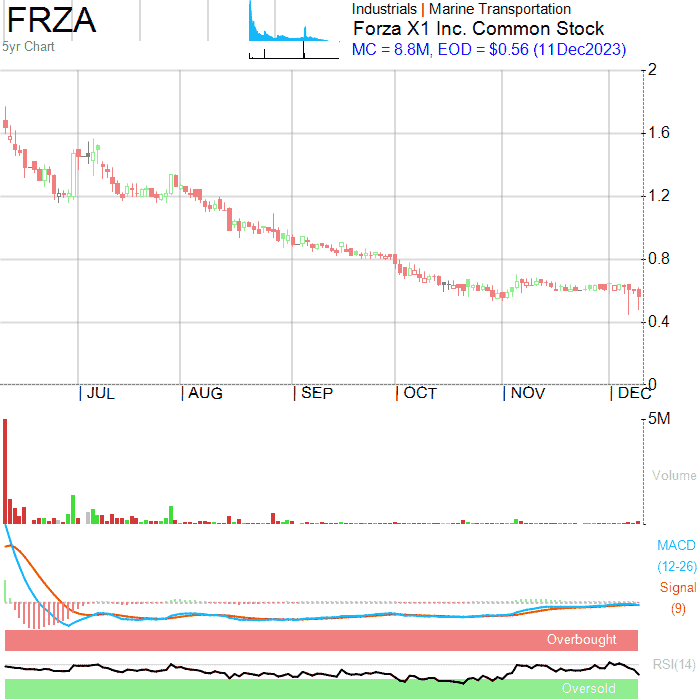 FRZA
5yr Chart
Industrials | Marine Transportation
Forza X1 Inc. Common Stock
MC = 8.8M, EOD = $0.56 (11Dec2023)
2
1.6
1.2
0.8
0.4
0
| JUL | AUG | SEP | OCT | NOV | DEC
5M
Volume
MACD
(12-26)
Signal
(9)
Overbought
RSI(14)
Oversold